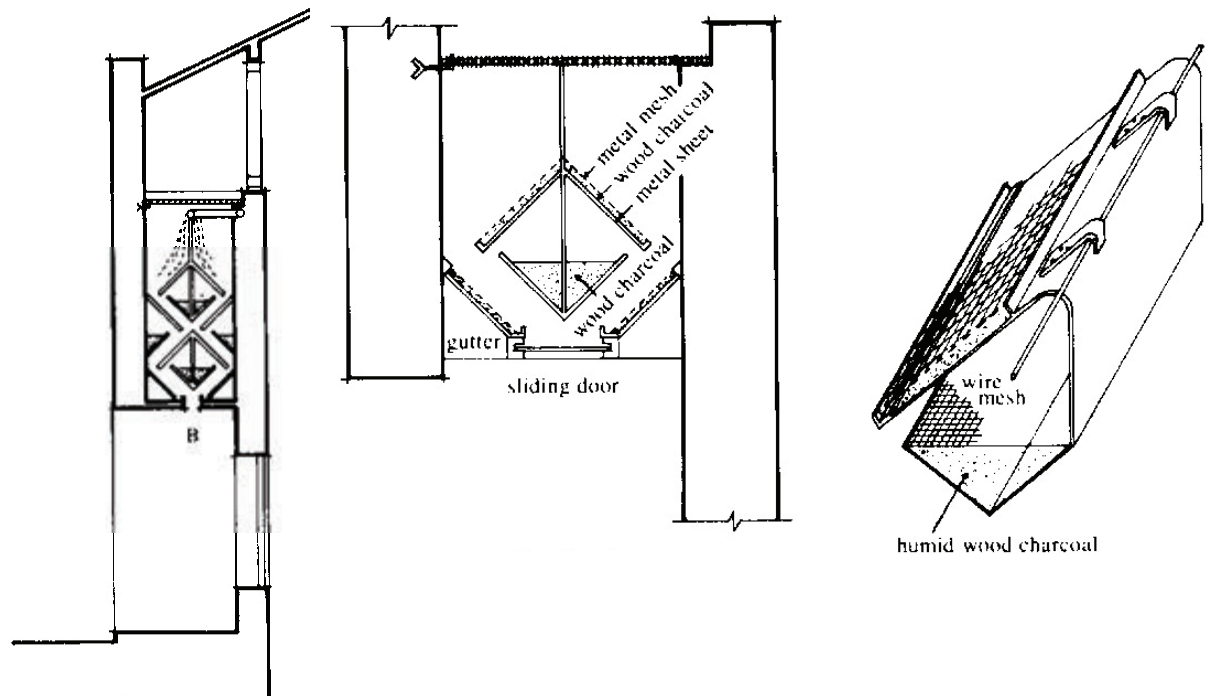 B
metal mesh
wood charcoal
metal sheet
wood charcoal
gutter
sliding door
wire
mesh
humid wood charcoal